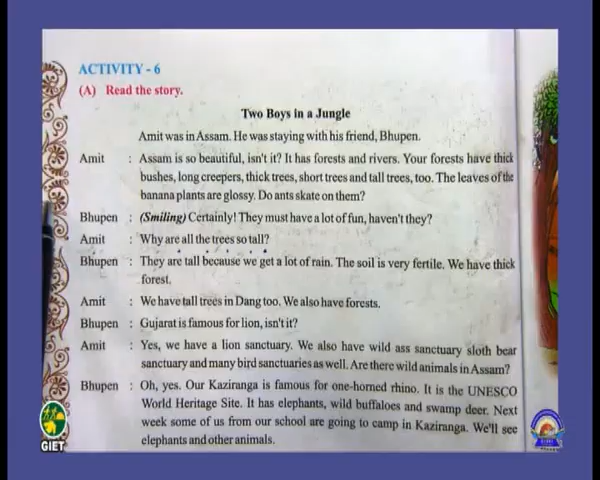 ACTIVITY - 6
(A) Read the story.
Two Boys in a Jungle
Amit was in Assam. He was staying with his friend, Bhupen.
Amit : Assam is so beautiful, isn't it? It has forests and rivers. Your forests have thick
bushes, long creepers, thick trees, short trees and tall trees, too. The leaves of the
banana plants are glossy. Do ants skate on them?
Bhupen : (Smiling) Certainly! They must have a lot of fun, haven't they?
Amit : Why are all the trees so tall?
Bhupen : They are tall because we get a lot of rain. The soil is very fertile. We have thick
forest.
Amit : We have tall trees in Dang too. We also have forests.
Bhupen : Gujarat is famous for lion, isn't it?
Amit : Yes, we have a lion sanctuary. We also have wild ass sanctuary sloth bear
sanctuary and many bird sanctuaries as well. Are there wild animals in Assam?
Bhupen : Oh, yes. Our Kaziranga is famous for one-horned rhino. It is the UNESCO
World Heritage Site. It has elephants, wild buffaloes and swamp deer. Next
week some of us from our school are going to camp in Kaziranga. We'll see
elephants and other animals.
GIET